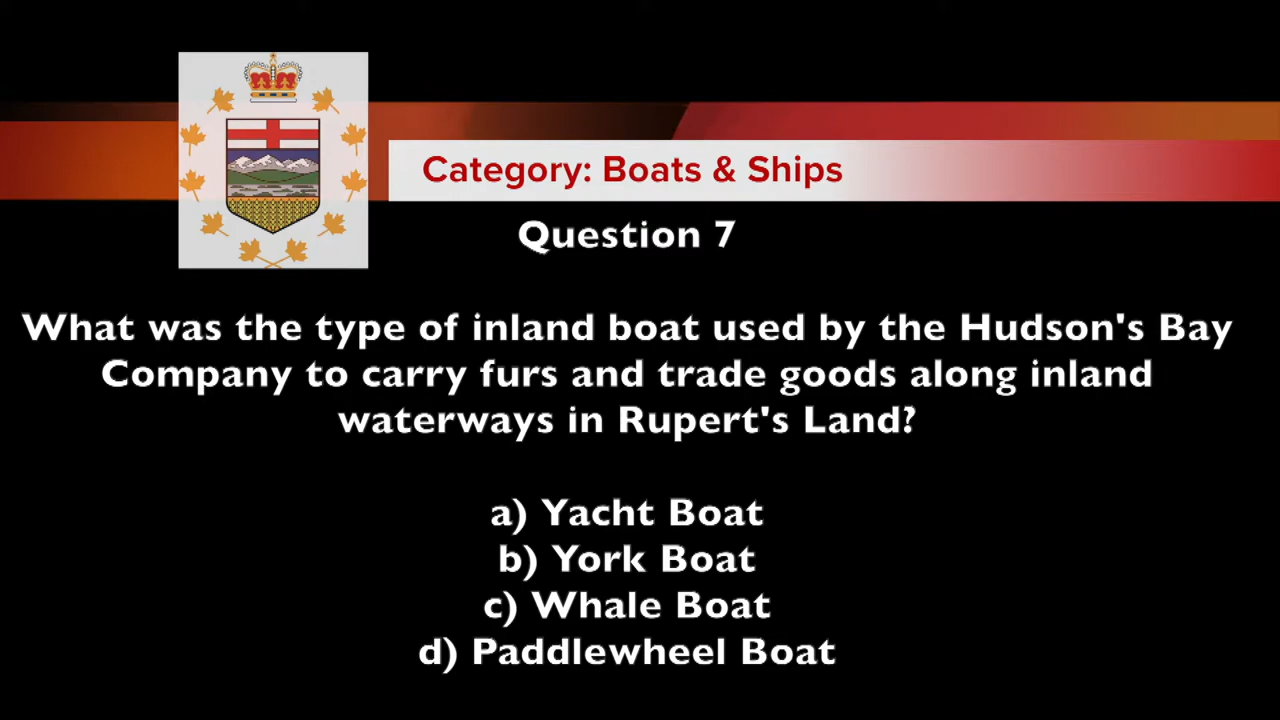 Category: Boats & Ships
Question 7
What was the type of inland boat used by the Hudson's Bay
Company to carry furs and trade goods along inland
waterways in Rupert's Land?
a) Yacht Boat
b) York Boat
c) Whale Boat
d) Paddlewheel Boat